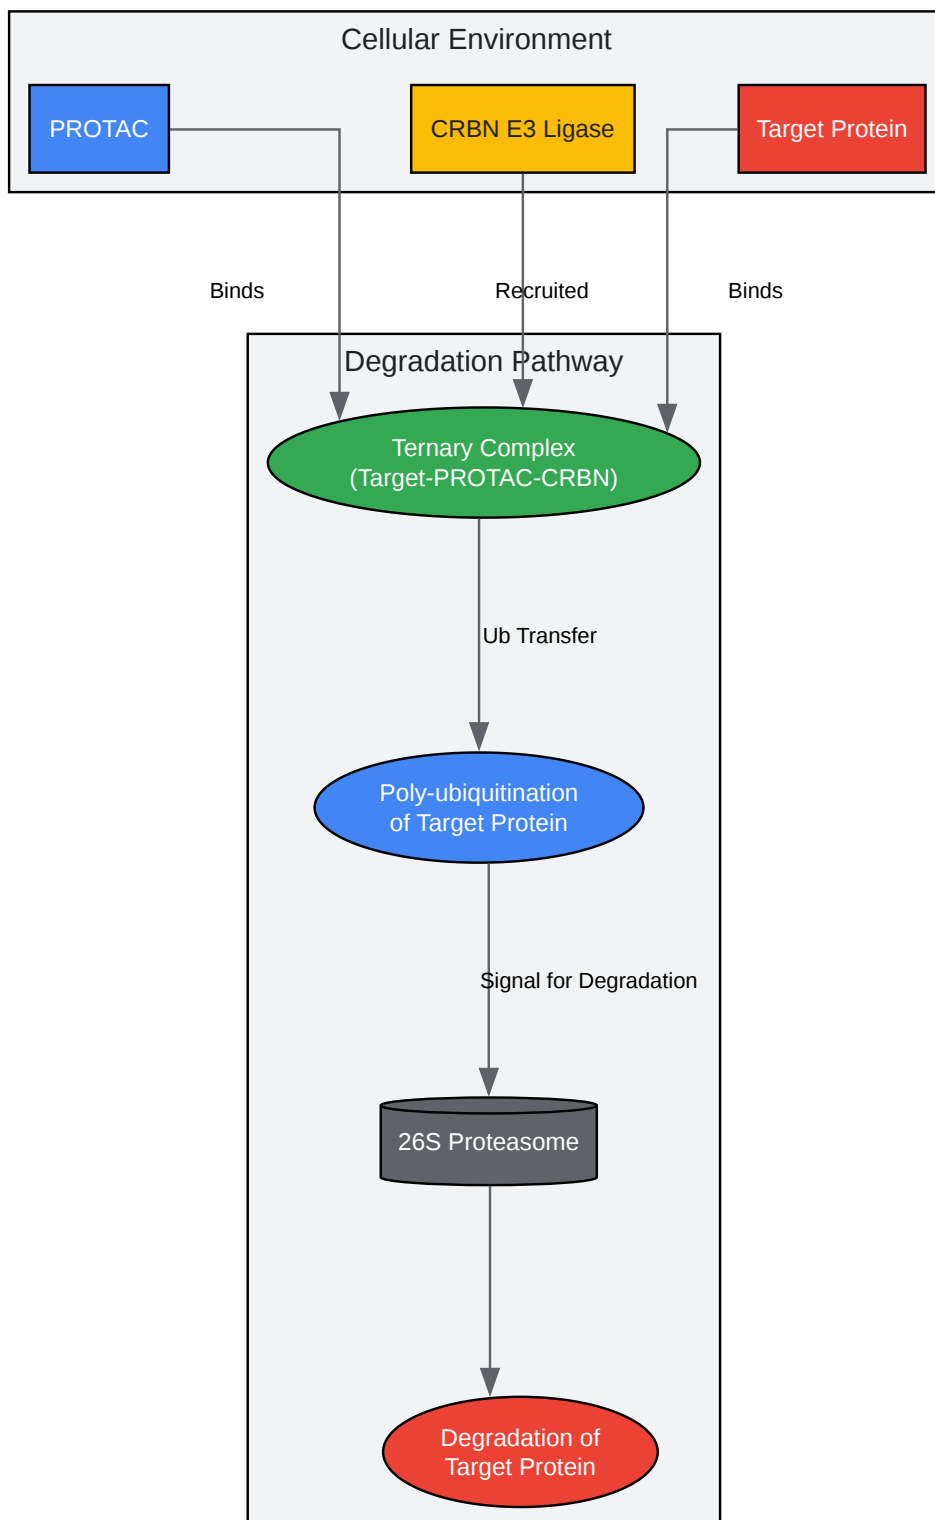 Cellular Environment
PROTAC
CRBN E3 Ligase
Target Protein
Binds
Recruited
Binds
Degradation Pathway
Ternary Complex
(Target-PROTAC-CRBN)
Ub Transfer
Poly-ubiquitination
of Target Protein
Signal for Degradation
26S Proteasome
Degradation of
Target Protein